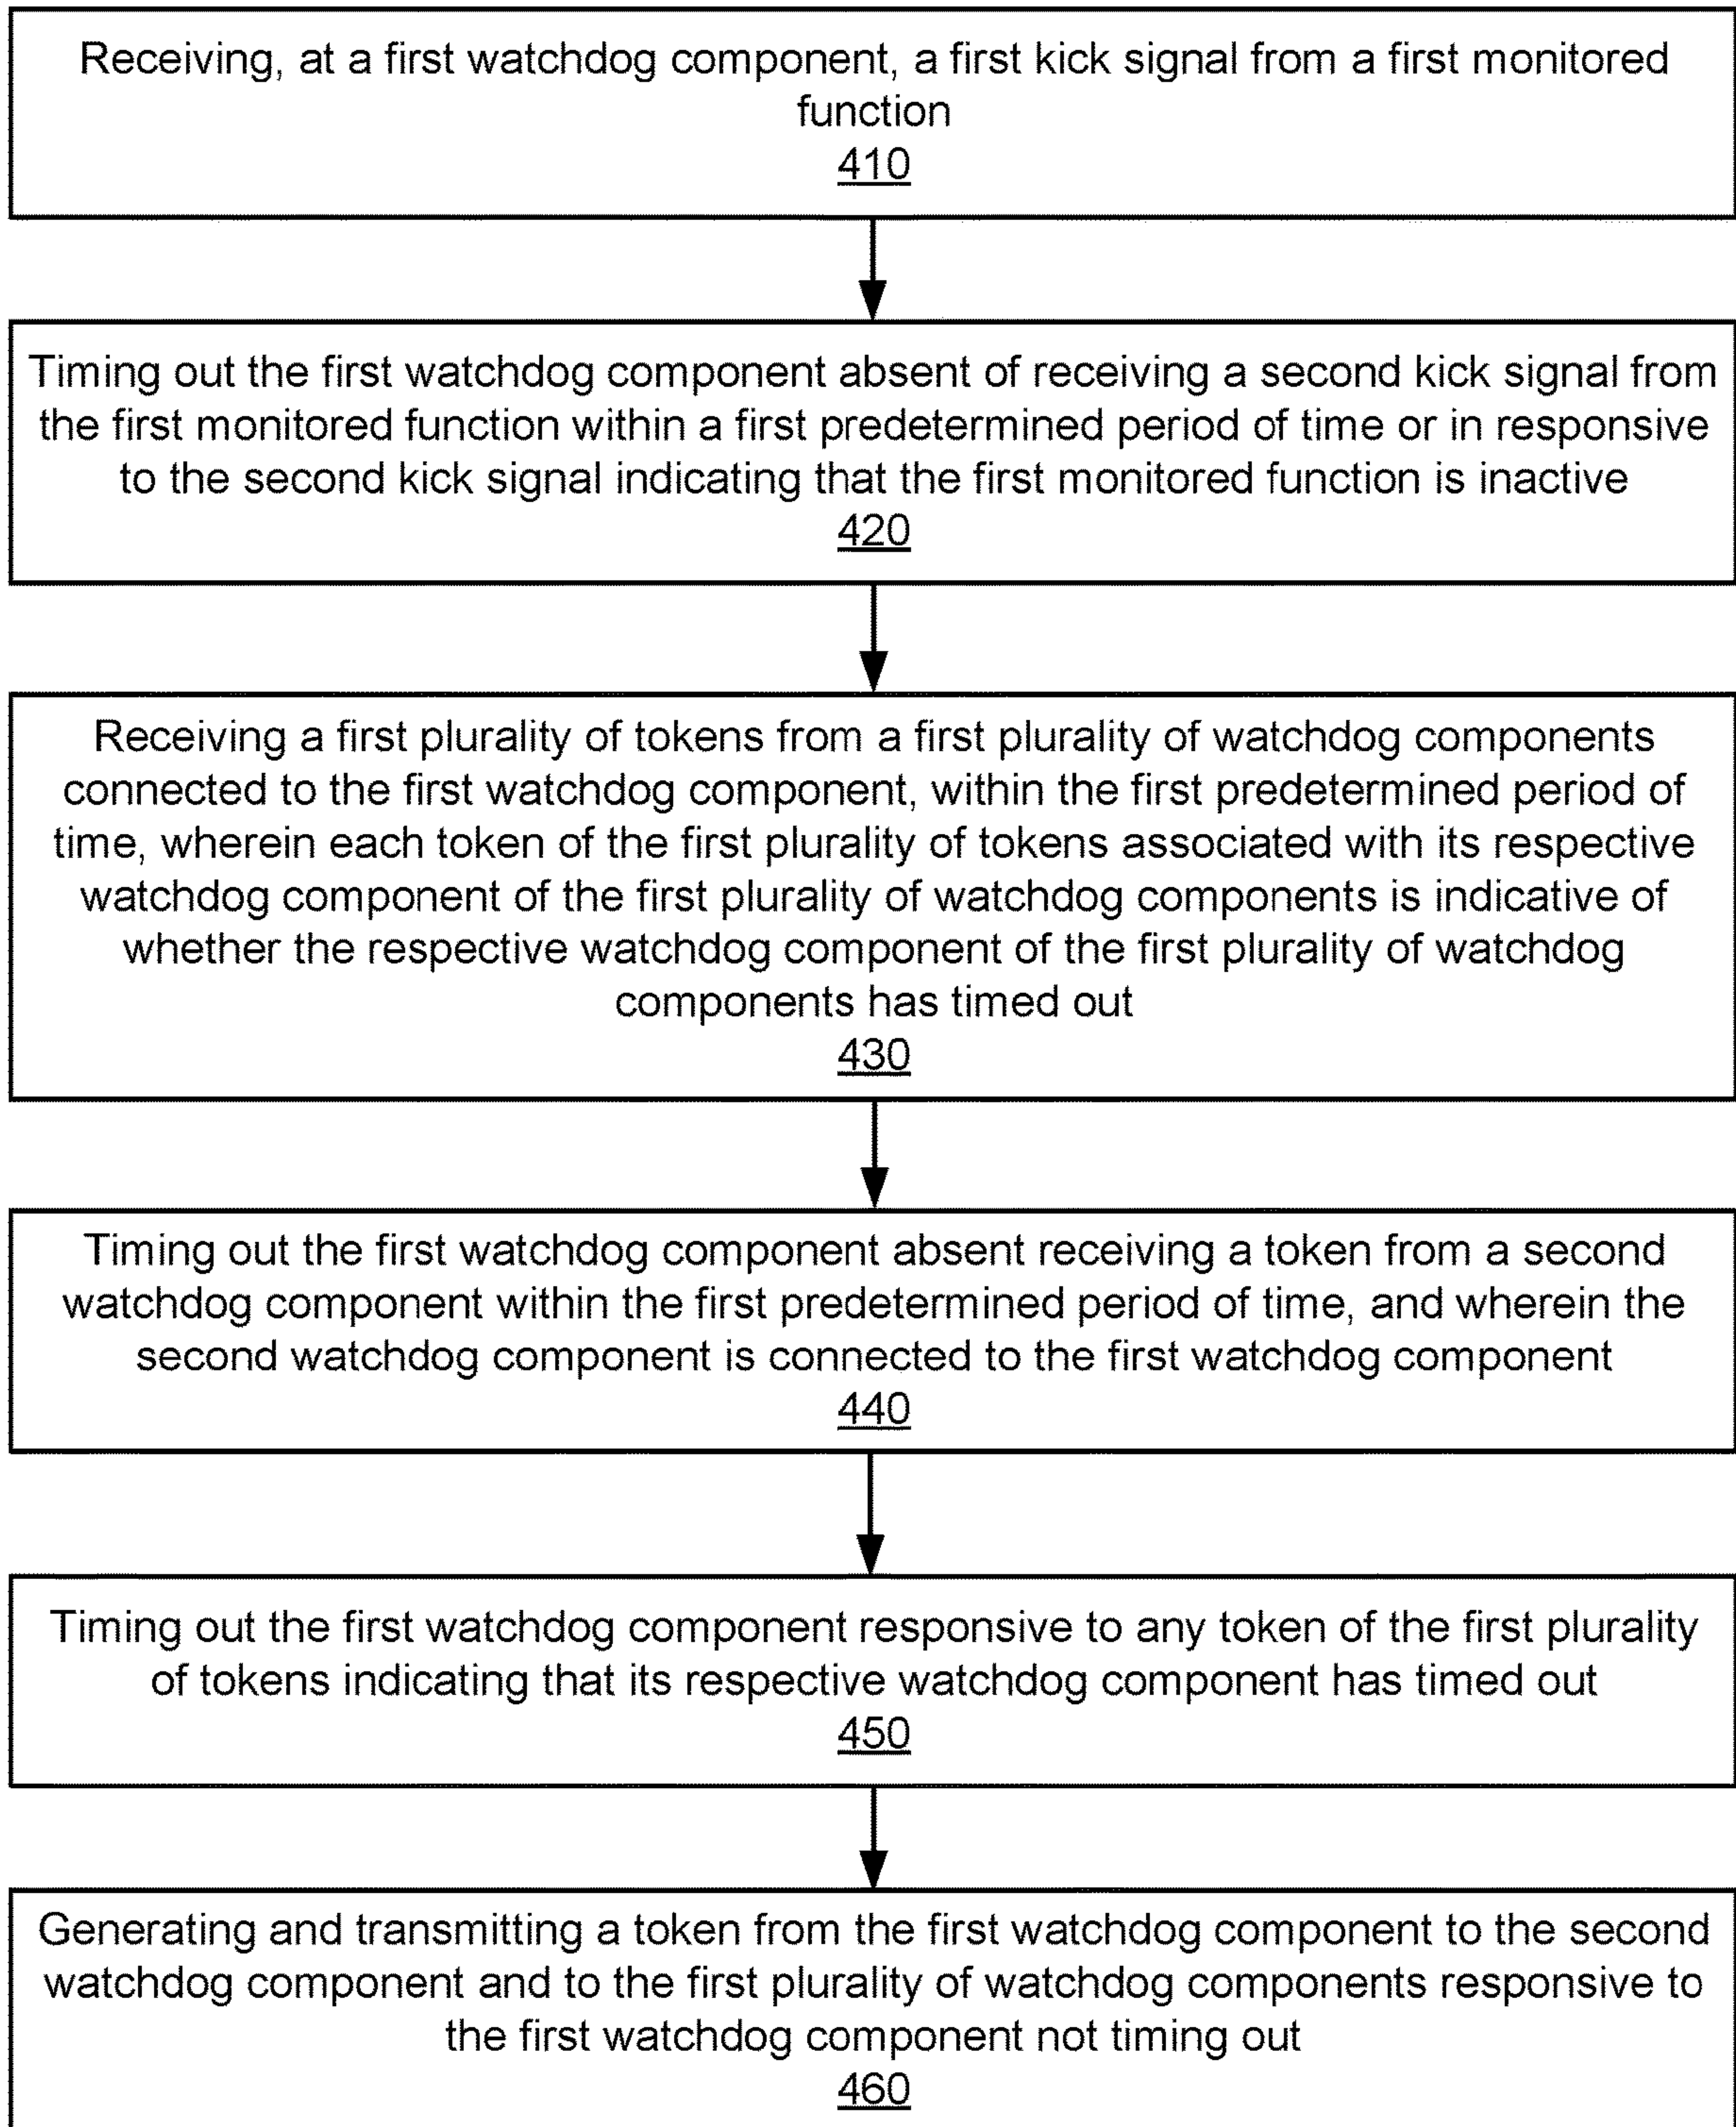 Receiving, at a first watchdog component, a first kick signal from a first monitored
function
410
Timing out the first watchdog component absent of receiving a second kick signal from
the first monitored function within a first predetermined period of time or in responsive
to the second kick signal indicating that the first monitored function is inactive
420
Receiving a first plurality of tokens from a first plurality of watchdog components
connected to the first watchdog component, within the first predetermined period of
time, wherein each token of the first plurality of tokens associated with its respective
watchdog component of the first plurality of watchdog components is indicative of
whether the respective watchdog component of the first plurality of watchdog
components has timed out
430
Timing out the first watchdog component absent receiving a token from a second
watchdog component within the first predetermined period of time, and wherein the
second watchdog component is connected to the first watchdog component
440
Timing out the first watchdog component responsive to any token of the first plurality
of tokens indicating that its respective watchdog component has timed out
450
Generating and transmitting a token from the first watchdog component to the second
watchdog component and to the first plurality of watchdog components responsive to
the first watchdog component not timing out
460